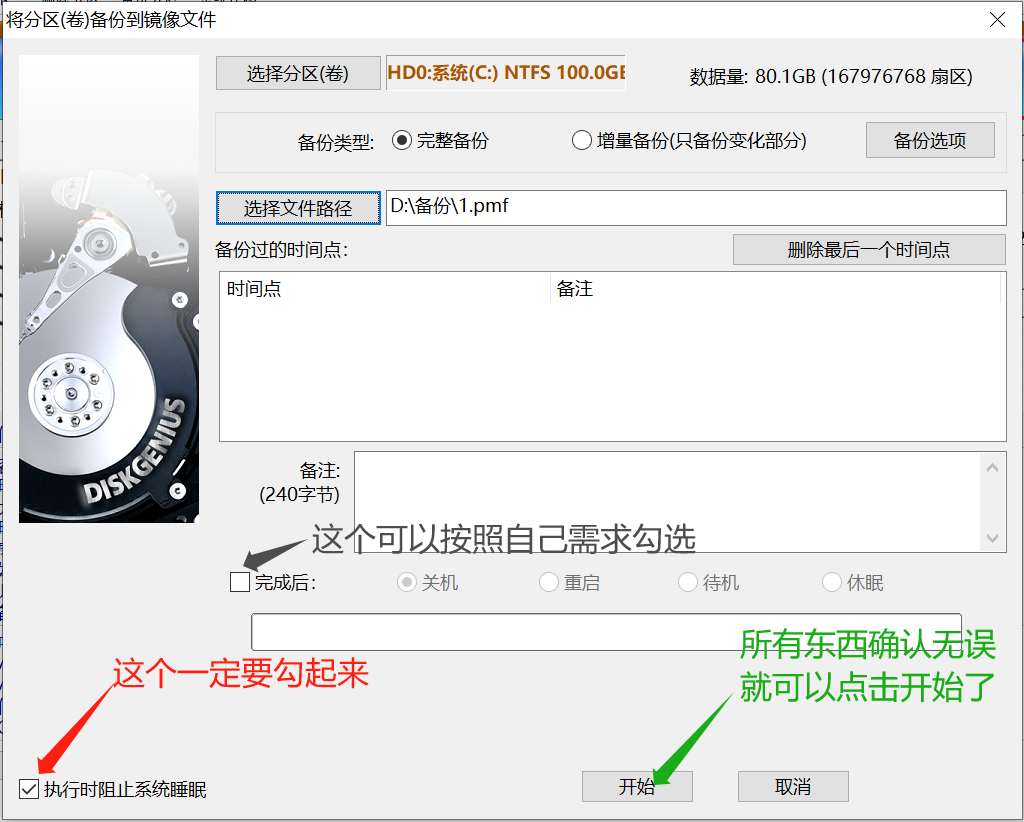 将分区(卷)备份到镜像文件
选择分区(卷)
HD0:系统(C:) NTFS 100.0GB
数据量: 80.1GB (167976768 扇区)
备份类型:
完整备份
增量备份(只备份变化部分)
备份选项
选择文件路径
D:\备份\1.pmf
备份过的时间点:
删除最后一个时间点
时间点
备注
备注:
(240字节)
DISKGENIUS
这个可以按照自己需求勾选
完成后:
关机
重启
待机
休眠
所有东西确认无误
就可以点击开始了
这个一定要勾起来
执行时阻止系统睡眠
开始
取消